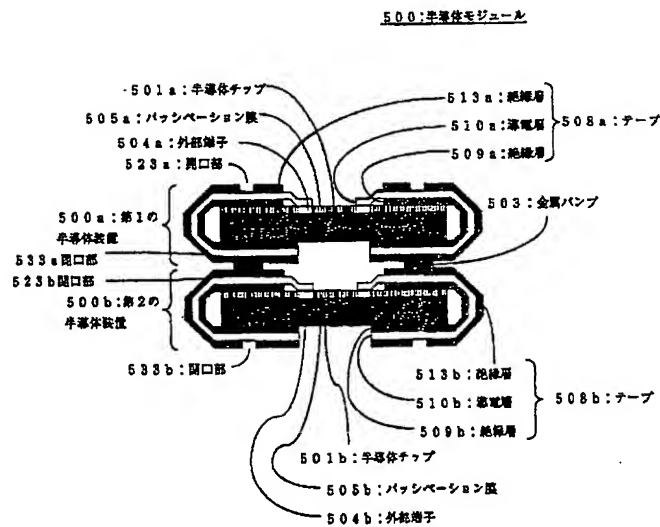 500:半導体モジュール
501a:半導体チップ
505a:パッシベーション膜
504a:外部端子
523a:開口部
513a:絶縁層
510a:導電層
509a:絶縁層
508a:テープ
500a:第1の
半導体装置
503:金属バンプ
533a開口部
523b開口部
500b:第2の
半導体装置
533b:開口部
513b:絶縁層
510b:導電層
509b:絶縁層
508b:テープ
501b:半導体チップ
505b:パッシベーション膜
504b:外部端子